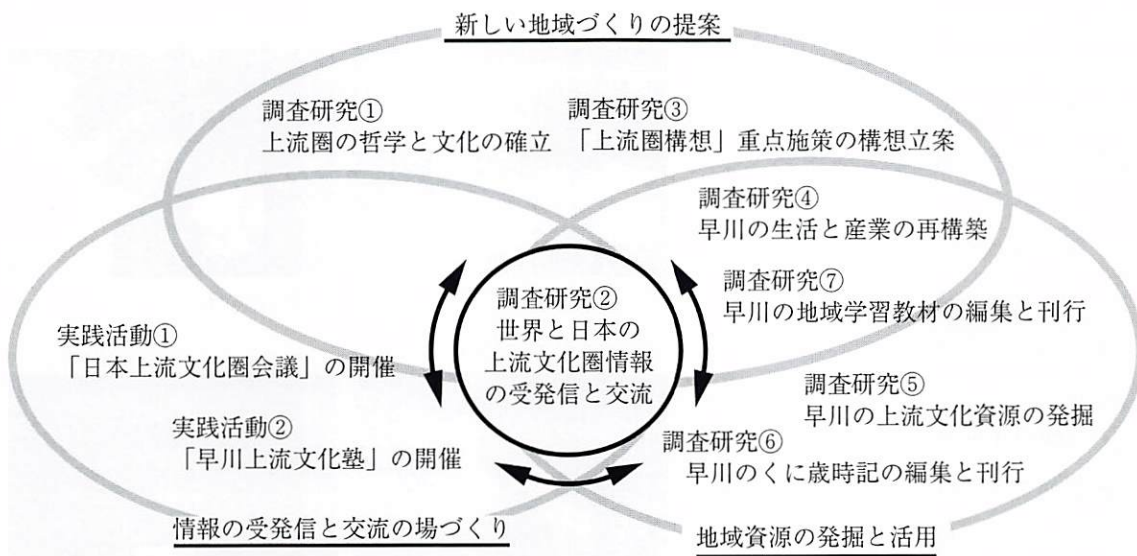 新しい地域づくりの提案
調査研究①
上流圏の哲学と文化の確立
調査研究③
「上流圏構想」重点施策の構想立案
調査研究④
早川の生活と産業の再構築
調査研究⑦
早川の地域学習教材の編集と刊行
調査研究②
世界と日本の
上流文化圏情報
の受発信と交流
実践活動①
「日本上流文化圏会議」の開催
調査研究⑤
早川の上流文化資源の発掘
実践活動②
「早川上流文化塾」の開催
調査研究⑥
早川のくに歳時記の編集と刊行
情報の受発信と交流の場づくり
地域資源の発掘と活用